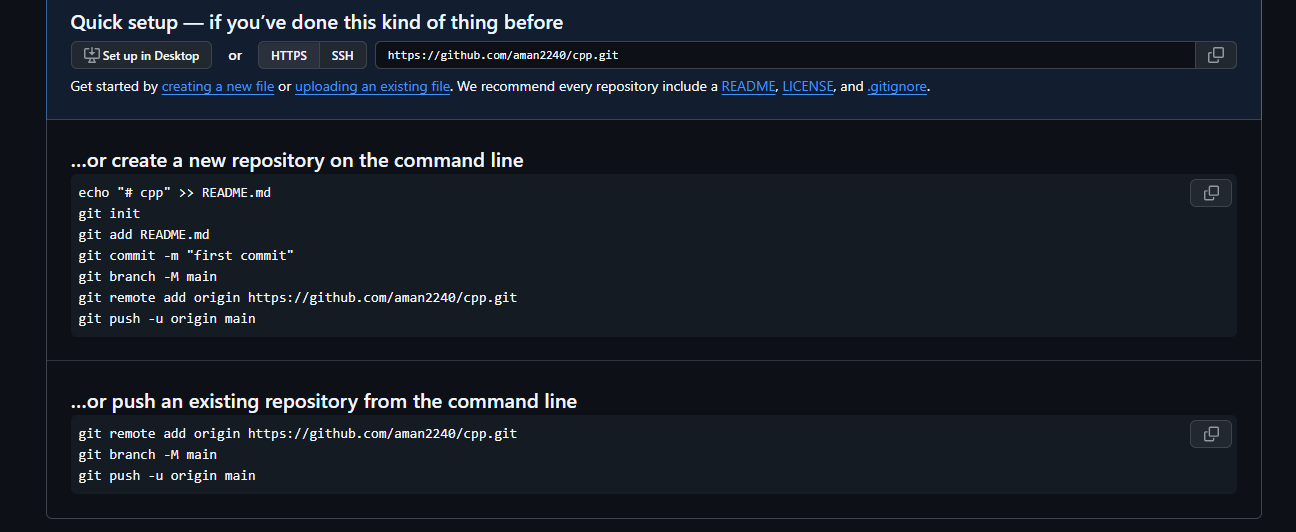 Quick setup — if you’ve done this kind of thing before
Set up in Desktop or HTTPS SSH https://github.com/aman2240/cpp.git
Get started by creating a new file or uploading an existing file. We recommend every repository include a README, LICENSE, and .gitignore.
…or create a new repository on the command line
echo "# cpp" >> README.md
git init
git add README.md
git commit -m "first commit"
git branch -M main
git remote add origin https://github.com/aman2240/cpp.git
git push -u origin main
…or push an existing repository from the command line
git remote add origin https://github.com/aman2240/cpp.git
git branch -M main
git push -u origin main